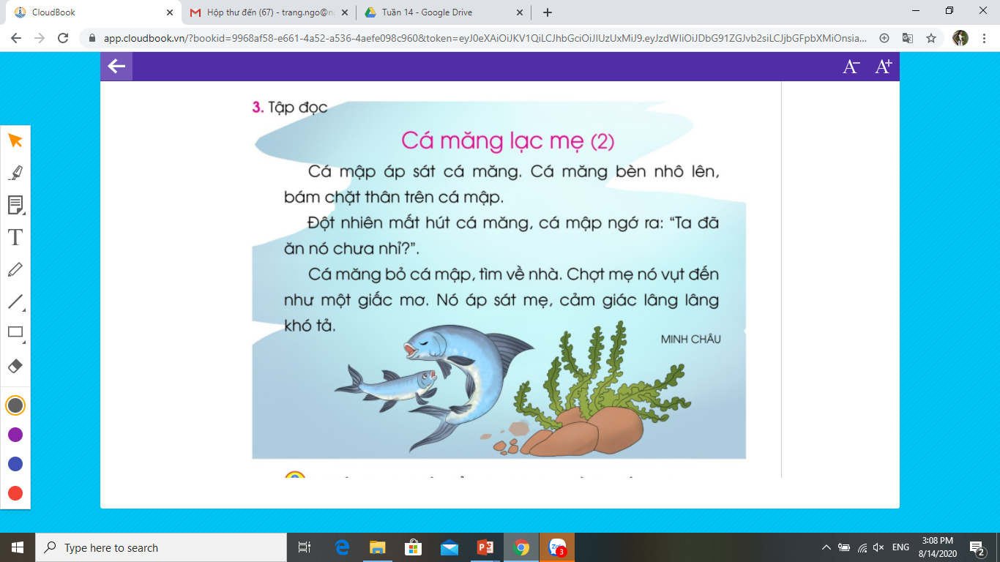 CloudBook
Hộp thư đến (67) - trang.ngo@n
Tuần 14 - Google Drive
app.cloudbook.vn/?bookid=9968af58-e661-4a52-a536-4aefe098c960&token=eyJ0eXAiOiJKV1QiLCJhbGciOiJIUzUxMiJ9.eyJzdWIiOiJDbG91ZGJvb2siLCJjbGFpbXMiOnsia...
A- A+
3. Tập đọc
Cá măng lạc mẹ (2)
Cá mập áp sát cá măng. Cá măng bèn nhô lên,
bám chặt thân trên cá mập.
Đột nhiên mất hút cá măng, cá mập ngớ ra: “Ta đã
ăn nó chưa nhỉ?”.
Cá măng bỏ cá mập, tìm về nhà. Chợt mẹ nó vụt đến
như một giấc mơ. Nó áp sát mẹ, cảm giác lâng lâng
khó tả.
MINH CHÂU
T
Type here to search
3
ENG
3:08 PM
8/14/2020
2